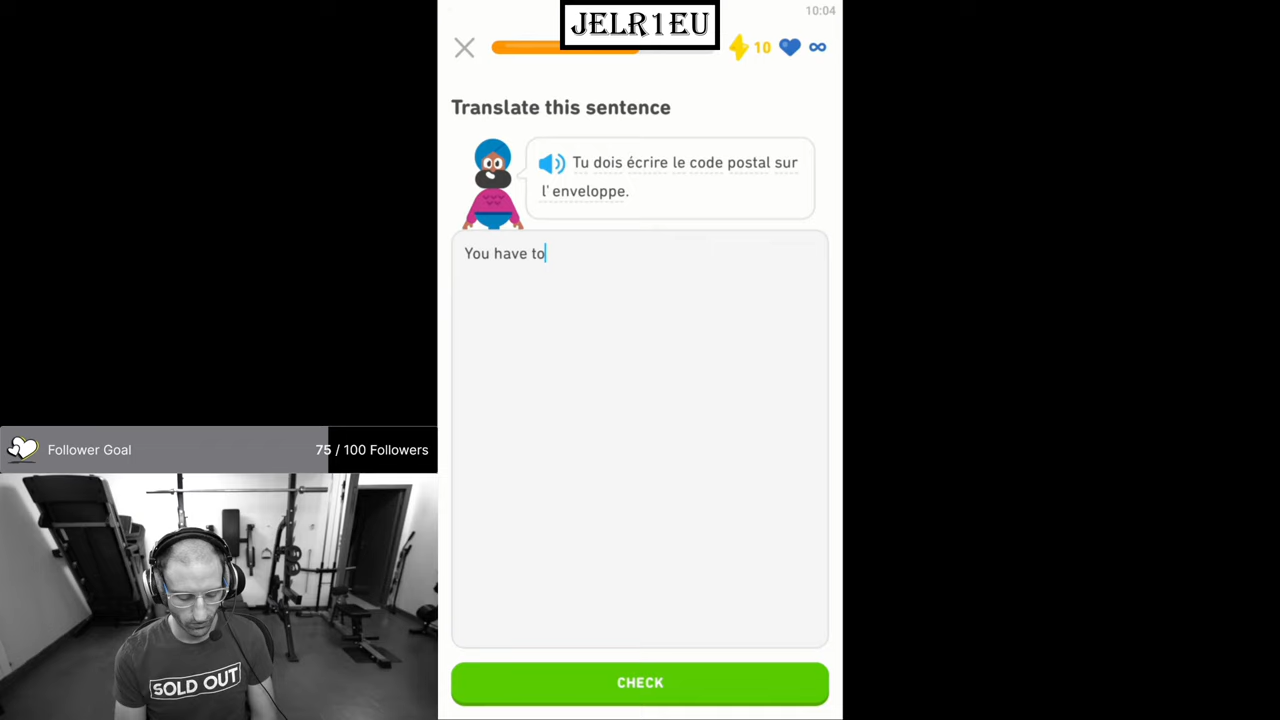 JELR1EU
10:04
10
Translate this sentence
Tu dois écrire le code postal sur
l'enveloppe.
You have to
Follower Goal
75 / 100 Followers
SOLD OUT
CHECK